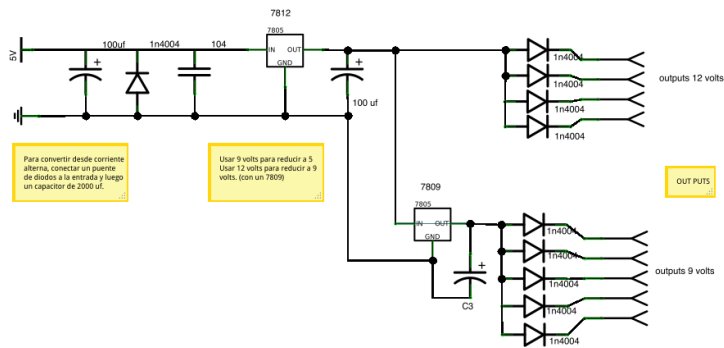 7812
7805
IN
OUT
GND
5V
100uf
1n4004
104
+
+
100 uf
1n4004
1n4004
1n4004
1n4004
outputs 12 volts
Para convertir desde corriente
alterna, conectar un puente
de diodos a la entrada y luego
un capacitor de 2000 uf.
Usar 9 volts para reducir a 5
Usar 12 volts para reducir a 9
volts. (con un 7809)
OUT PUTS
7809
7805
IN
OUT
GND
+
C3
1n4004
1n4004
1n4004
1n4004
1n4004
outputs 9 volts